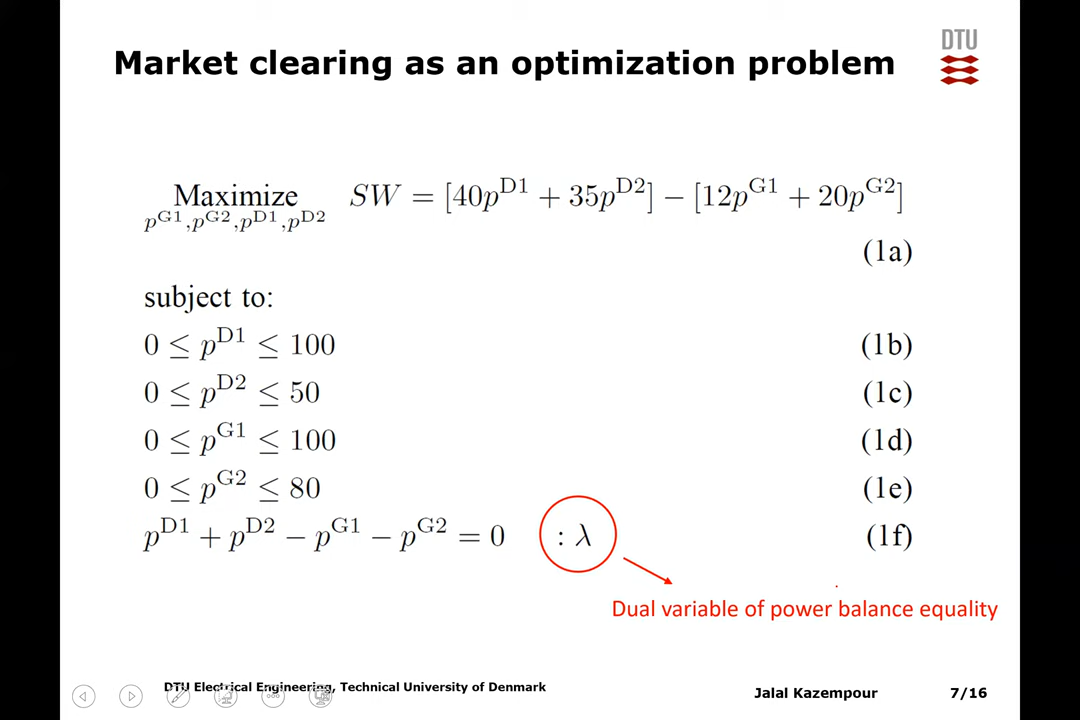 Market clearing as an optimization problem
DTU
Maximize SW = [40p^D1 + 35p^D2] − [12p^G1 + 20p^G2]
p^G1,p^G2,p^D1,p^D2
(1a)
subject to:
0 ≤ p^D1 ≤ 100 (1b)
0 ≤ p^D2 ≤ 50 (1c)
0 ≤ p^G1 ≤ 100 (1d)
0 ≤ p^G2 ≤ 80 (1e)
p^D1 + p^D2 − p^G1 − p^G2 = 0 : λ (1f)
Dual variable of power balance equality
DTU Electrical Engineering, Technical University of Denmark
Jalal Kazempour 7/16